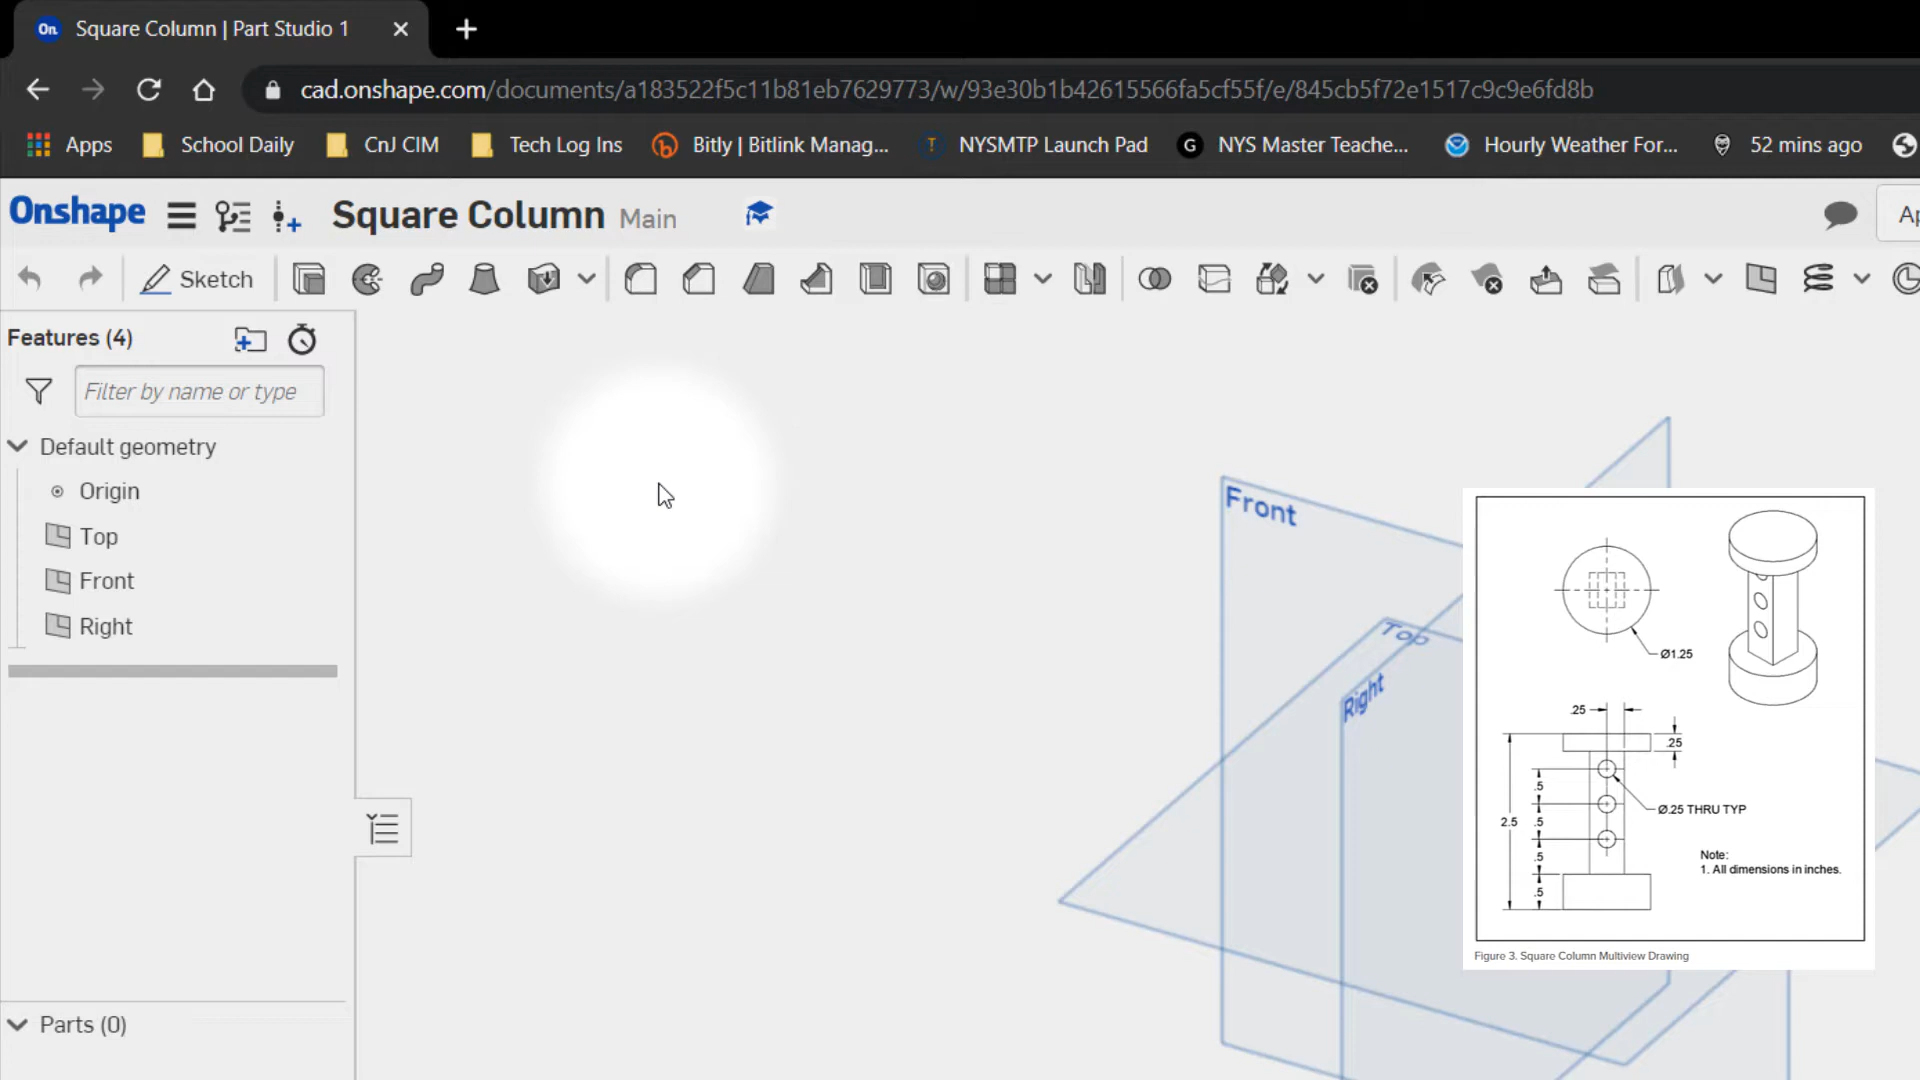 On
Square Column | Part Studio 1
cad.onshape.com/documents/a183522f5c11b81eb7629773/w/93e30b1b42615566fa5cf55f/e/845cb5f72e1517c9c9e6fd8b
Apps School Daily CnJ CIM Tech Log Ins Bitly | Bitlink Manag... T NYSMTP Launch Pad G NYS Master Teache... Hourly Weather For... 52 mins ago
Onshape Square Column Main
Sketch
Features (4)
Filter by name or type
Default geometry
Origin
Top
Front
Right
Parts (0)
Front
Top
Right
Ø1.25
.25
.25
.5
Ø.25 THRU TYP
2.5
.5
.5
.5
Note:
1. All dimensions in inches.
Figure 3. Square Column Multiview Drawing